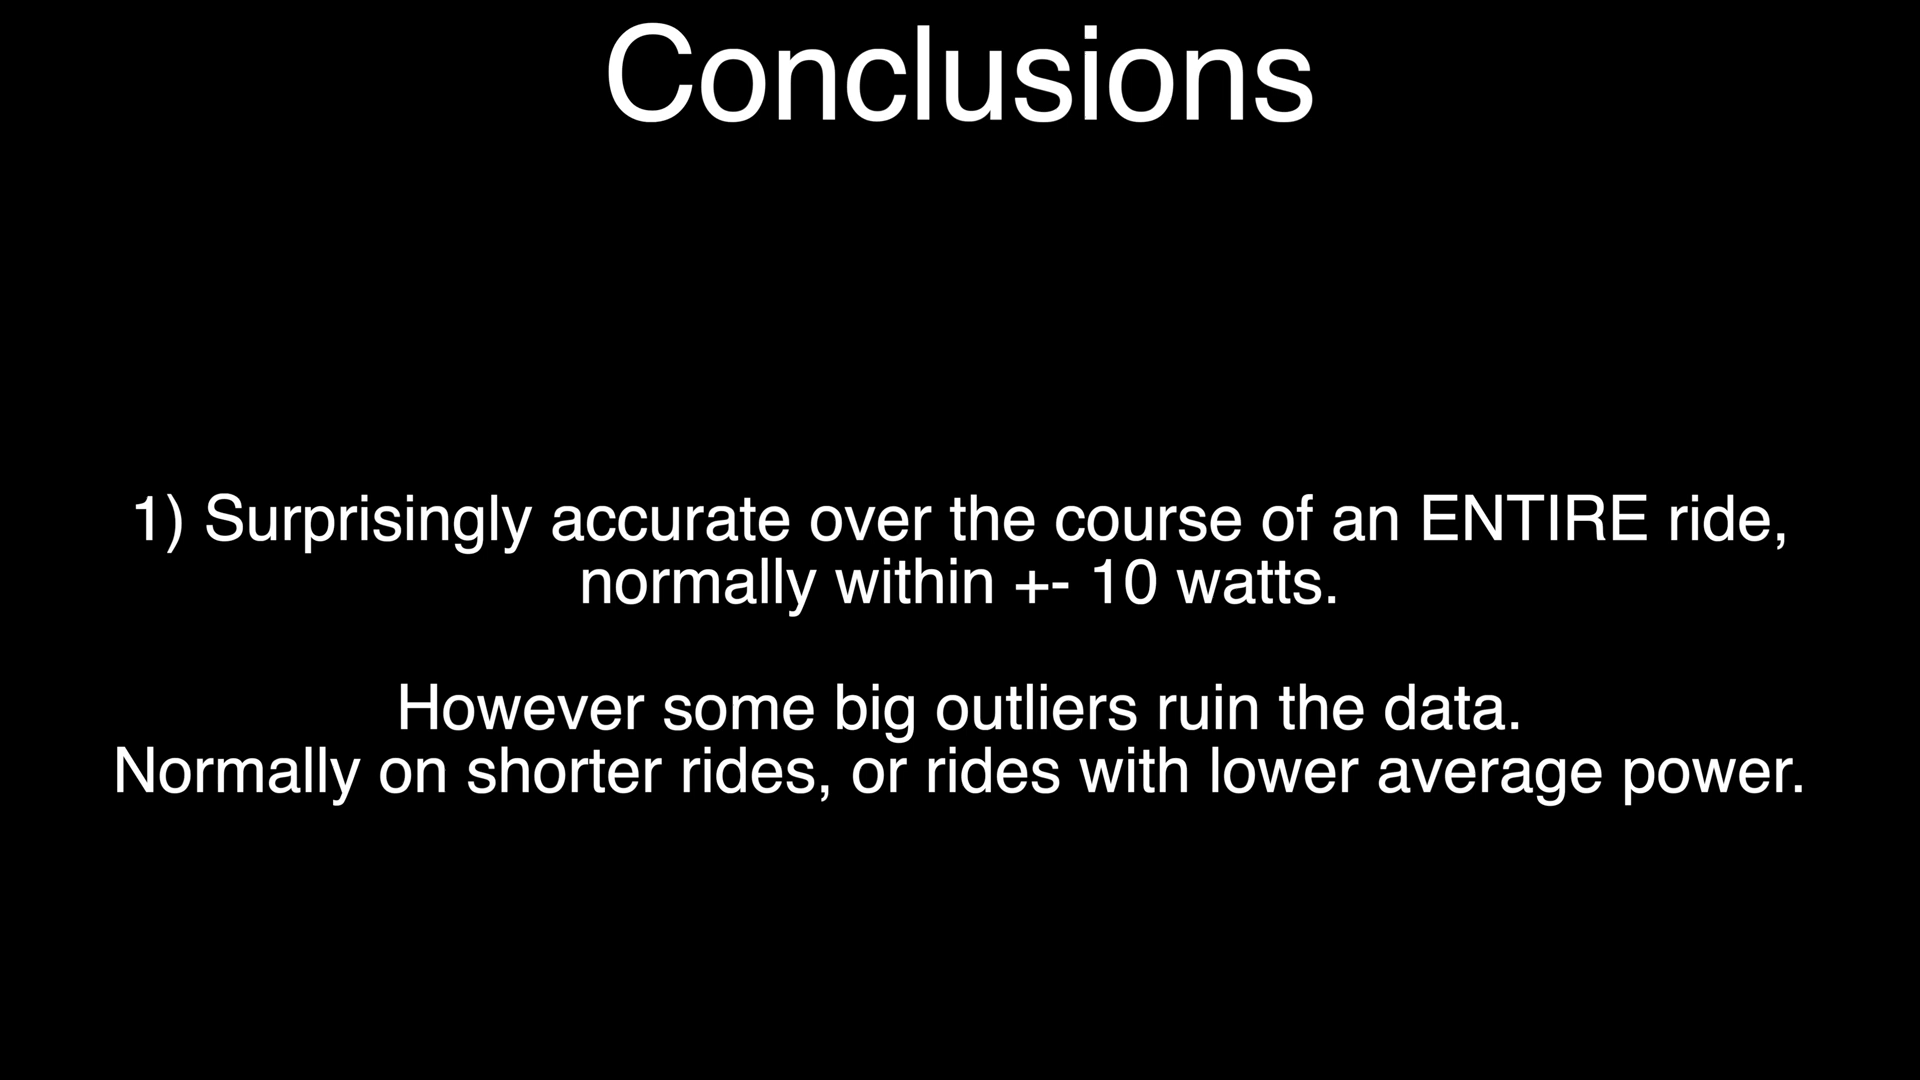 Conclusions
1) Surprisingly accurate over the course of an ENTIRE ride,
normally within +- 10 watts.
However some big outliers ruin the data.
Normally on shorter rides, or rides with lower average power.